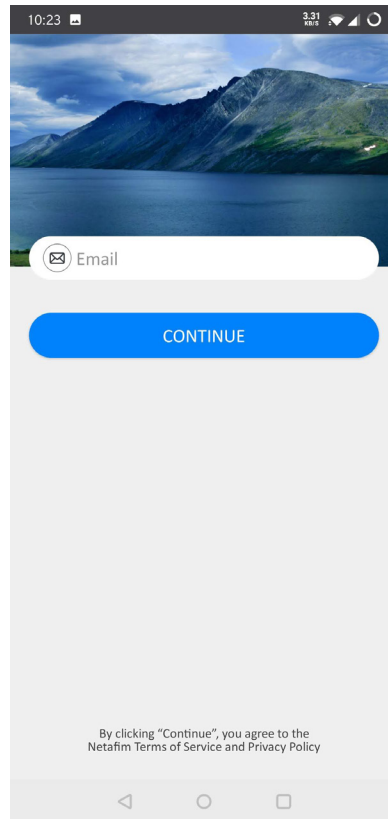 10:23
3.31
KB/S
Email
CONTINUE
By clicking “Continue”, you agree to the
Netafim Terms of Service and Privacy Policy